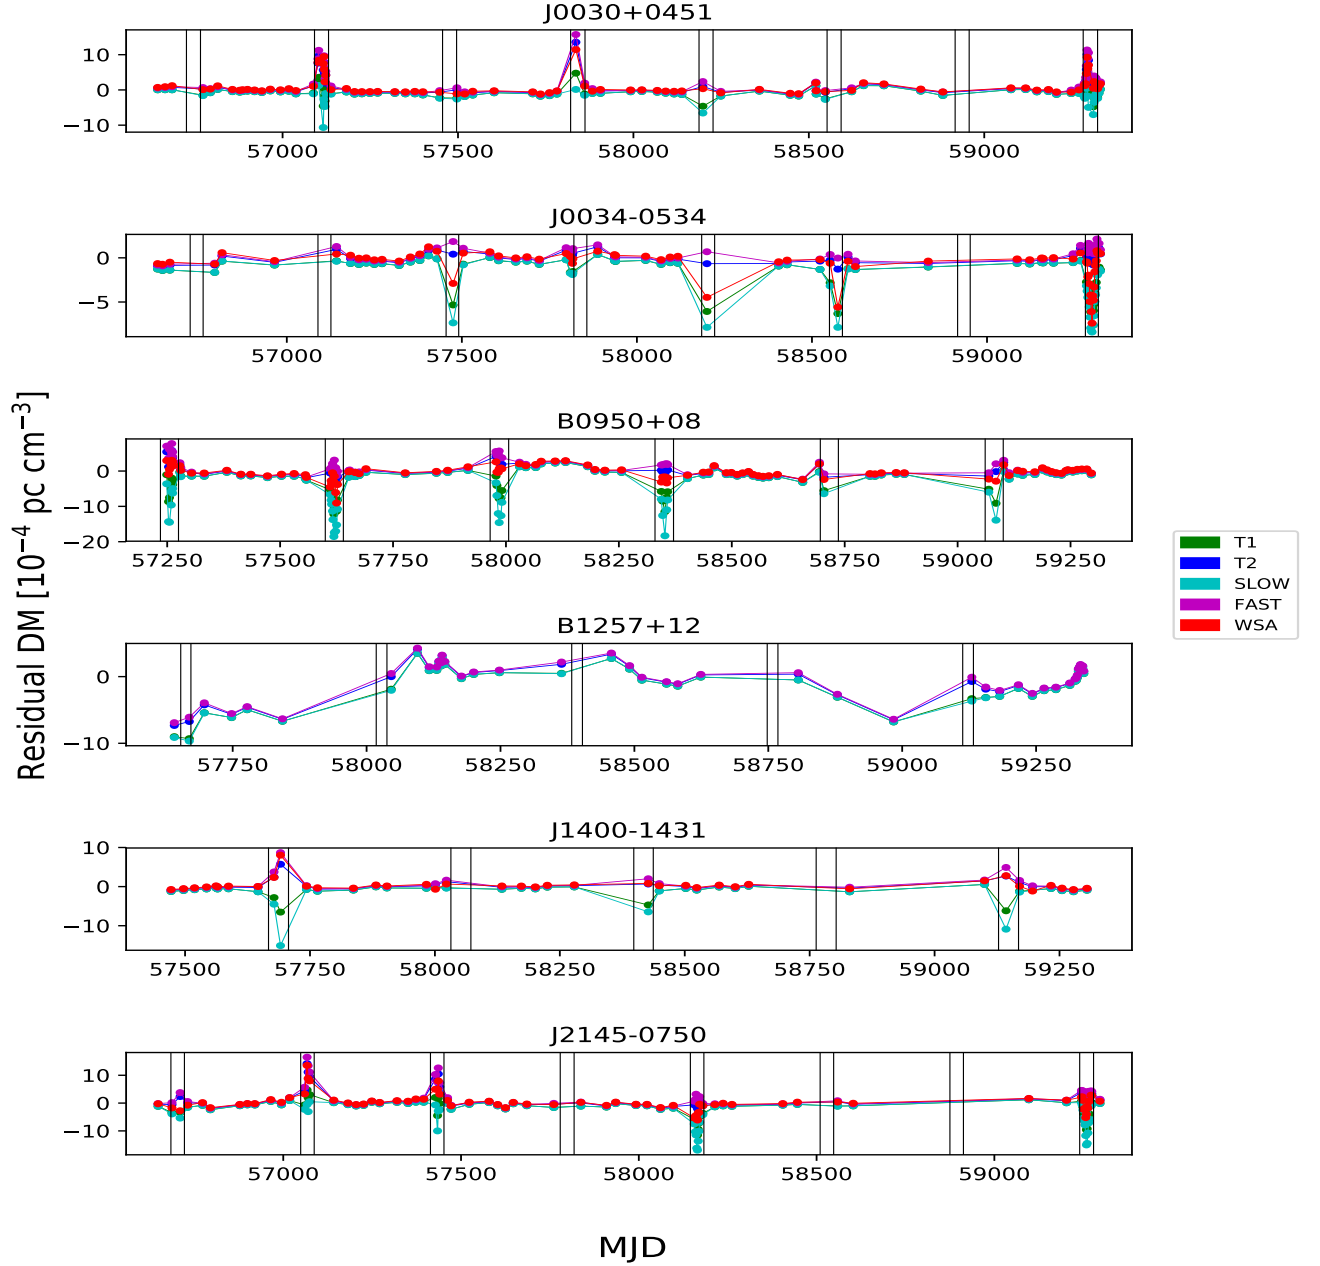 J0030+0451
10
0
−10
57000 57500 58000 58500 59000
J0034-0534
0
−5
57000 57500 58000 58500 59000
B0950+08
0
−10
−20
57250 57500 57750 58000 58250 58500 58750 59000 59250
B1257+12
0
−10
57750 58000 58250 58500 58750 59000 59250
J1400-1431
10
0
−10
57500 57750 58000 58250 58500 58750 59000 59250
J2145-0750
10
0
−10
57000 57500 58000 58500 59000
MJD
Residual DM [10⁻⁴ pc cm⁻³]
T1
T2
SLOW
FAST
WSA